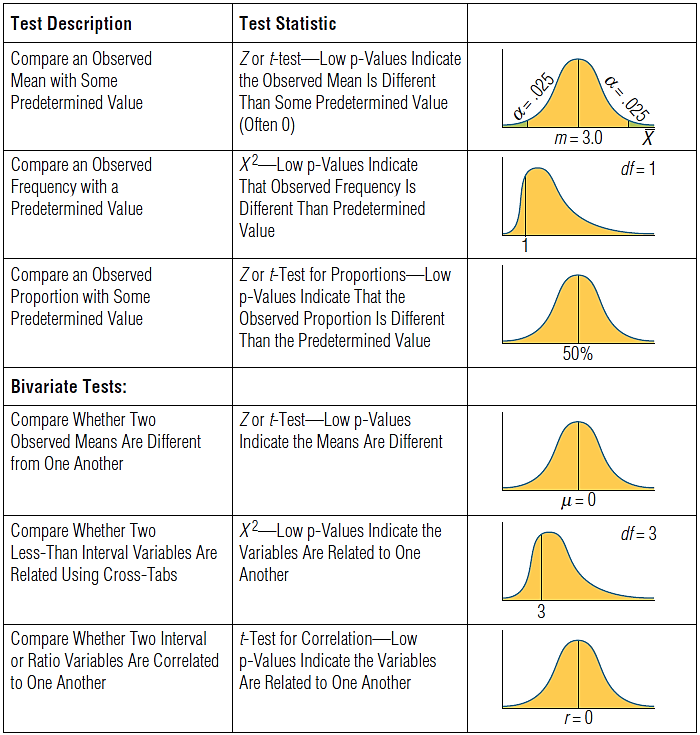 Test Description
Test Statistic
Compare an Observed
Mean with Some
Predetermined Value
Z or t-test—Low p-Values Indicate
the Observed Mean Is Different
Than Some Predetermined Value
(Often 0)
α = .025
α = .025
m = 3.0
X̅
Compare an Observed
Frequency with a
Predetermined Value
X²—Low p-Values Indicate
That Observed Frequency Is
Different Than Predetermined
Value
df = 1
1
Compare an Observed
Proportion with Some
Predetermined Value
Z or t-Test for Proportions—Low
p-Values Indicate That the
Observed Proportion Is Different
Than the Predetermined Value
50%
Bivariate Tests:
Compare Whether Two
Observed Means Are Different
from One Another
Z or t-Test—Low p-Values
Indicate the Means Are Different
μ = 0
Compare Whether Two
Less-Than Interval Variables Are
Related Using Cross-Tabs
X²—Low p-Values Indicate the
Variables Are Related to One
Another
df = 3
3
Compare Whether Two Interval
or Ratio Variables Are Correlated
to One Another
t-Test for Correlation—Low
p-Values Indicate the Variables
Are Related to One Another
r = 0